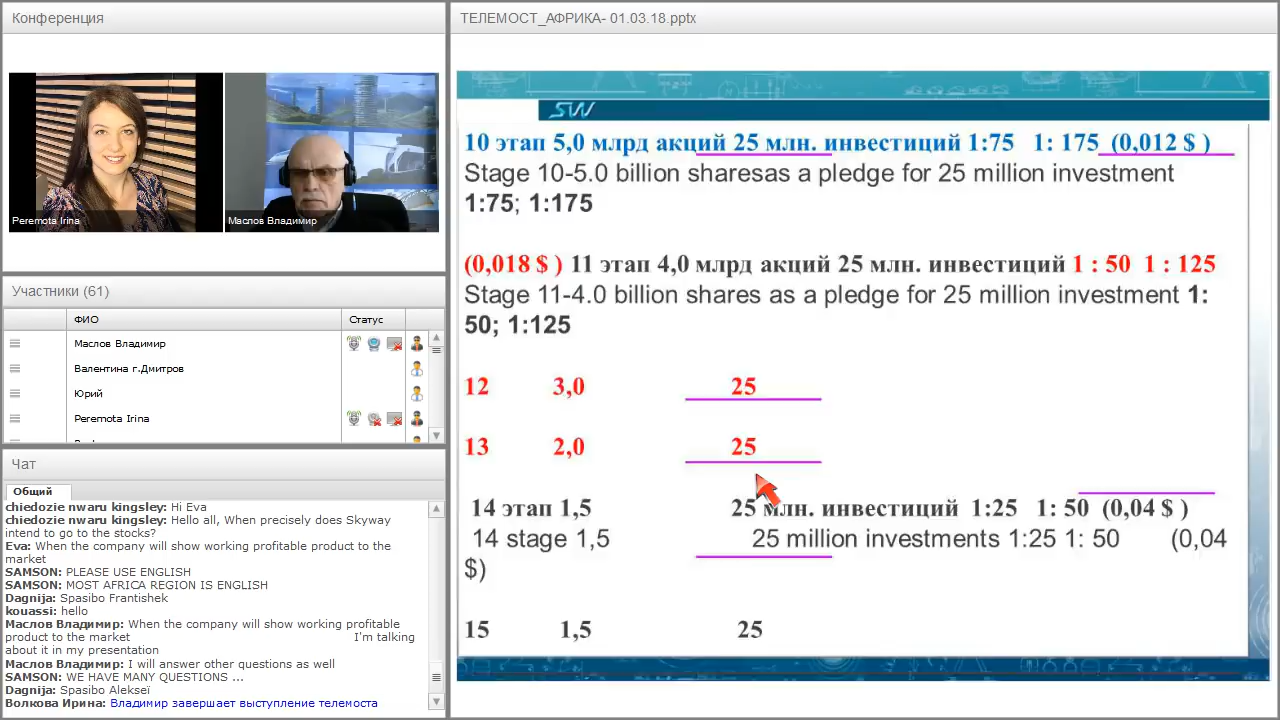 Конференция
Peremota Irina
Маслов Владимир
Участники (61)
ФИО
Статус
Маслов Владимир
Валентина г.Дмитров
Юрий
Peremota Irina
Чат
Общий
chiedozie nwaru kingsley: Hi Eva
chiedozie nwaru kingsley: Hello all, When precisely does Skyway
intend to go to the stocks?
Eva: When the company will show working profitable product to the
market
SAMSON: PLEASE USE ENGLISH
SAMSON: MOST AFRICA REGION IS ENGLISH
Dagnija: Spasibo Frantishek
kouassi: hello
Маслов Владимир: When the company will show working profitable
product to the market I'm talking
about it in my presentation
Маслов Владимир: I will answer other questions as well
SAMSON: WE HAVE MANY QUESTIONS ...
Dagnija: Spasibo Alekseï
Волкова Ирина: Владимир завершает выступление телемоста
ТЕЛЕМОСТ_АФРИКА- 01.03.18.pptx
SW
10 этап 5,0 млрд акций 25 млн. инвестиций 1:75 1: 175 (0,012 $ )
Stage 10-5.0 billion sharesas a pledge for 25 million investment
1:75; 1:175
(0,018 $ ) 11 этап 4,0 млрд акций 25 млн. инвестиций 1 : 50 1 : 125
Stage 11-4.0 billion shares as a pledge for 25 million investment 1:
50; 1:125
12 3,0 25
13 2,0 25
14 этап 1,5 25 млн. инвестиций 1:25 1: 50 (0,04 $ )
14 stage 1,5 25 million investments 1:25 1: 50 (0,04
$)
15 1,5 25